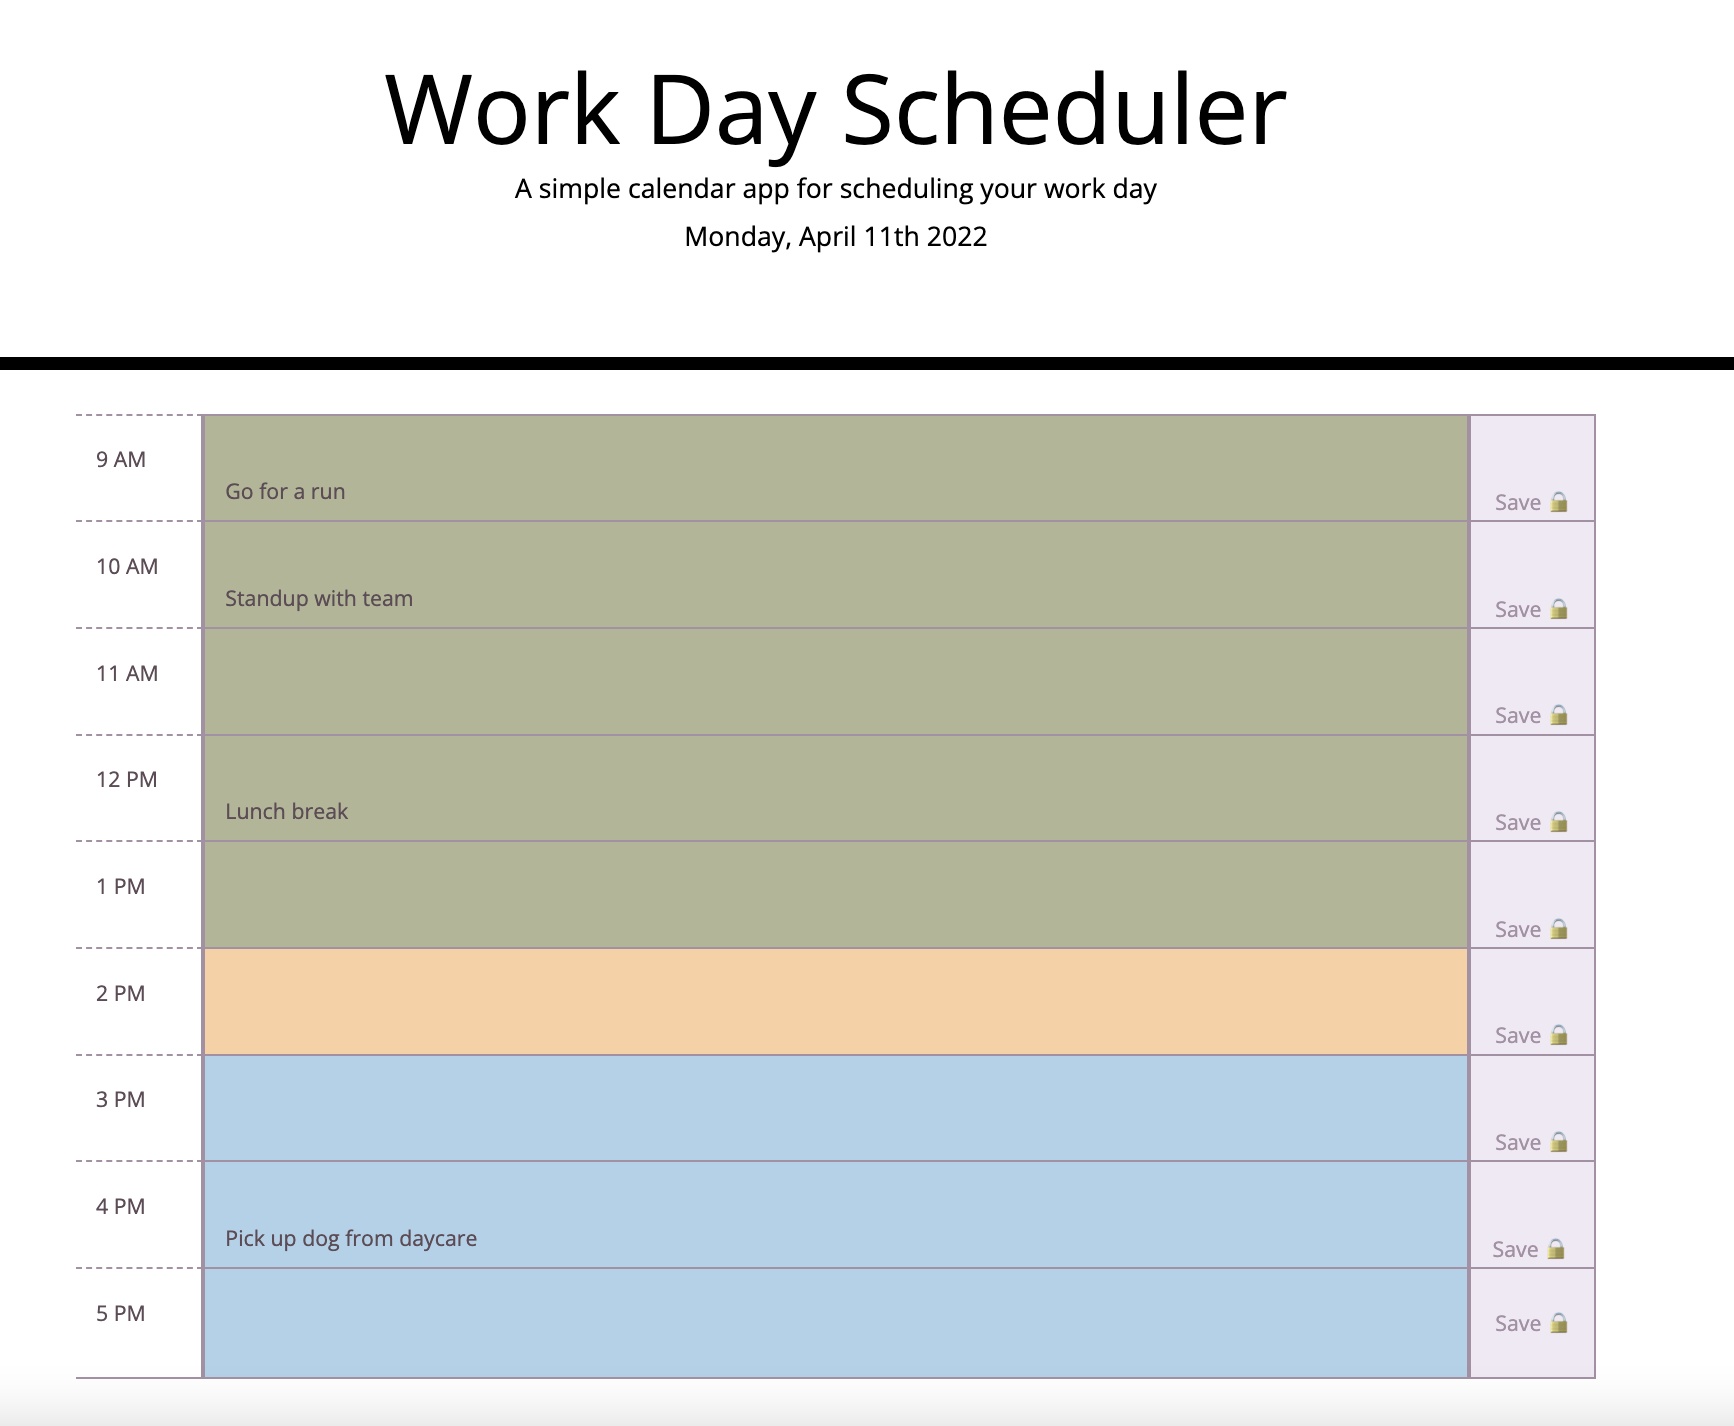 Work Day Scheduler
A simple calendar app for scheduling your work day
Monday, April 11th 2022
9 AM
Go for a run
Save 🔒
10 AM
Standup with team
Save 🔒
11 AM
Save 🔒
12 PM
Lunch break
Save 🔒
1 PM
Save 🔒
2 PM
Save 🔒
3 PM
Save 🔒
4 PM
Pick up dog from daycare
Save 🔒
5 PM
Save 🔒